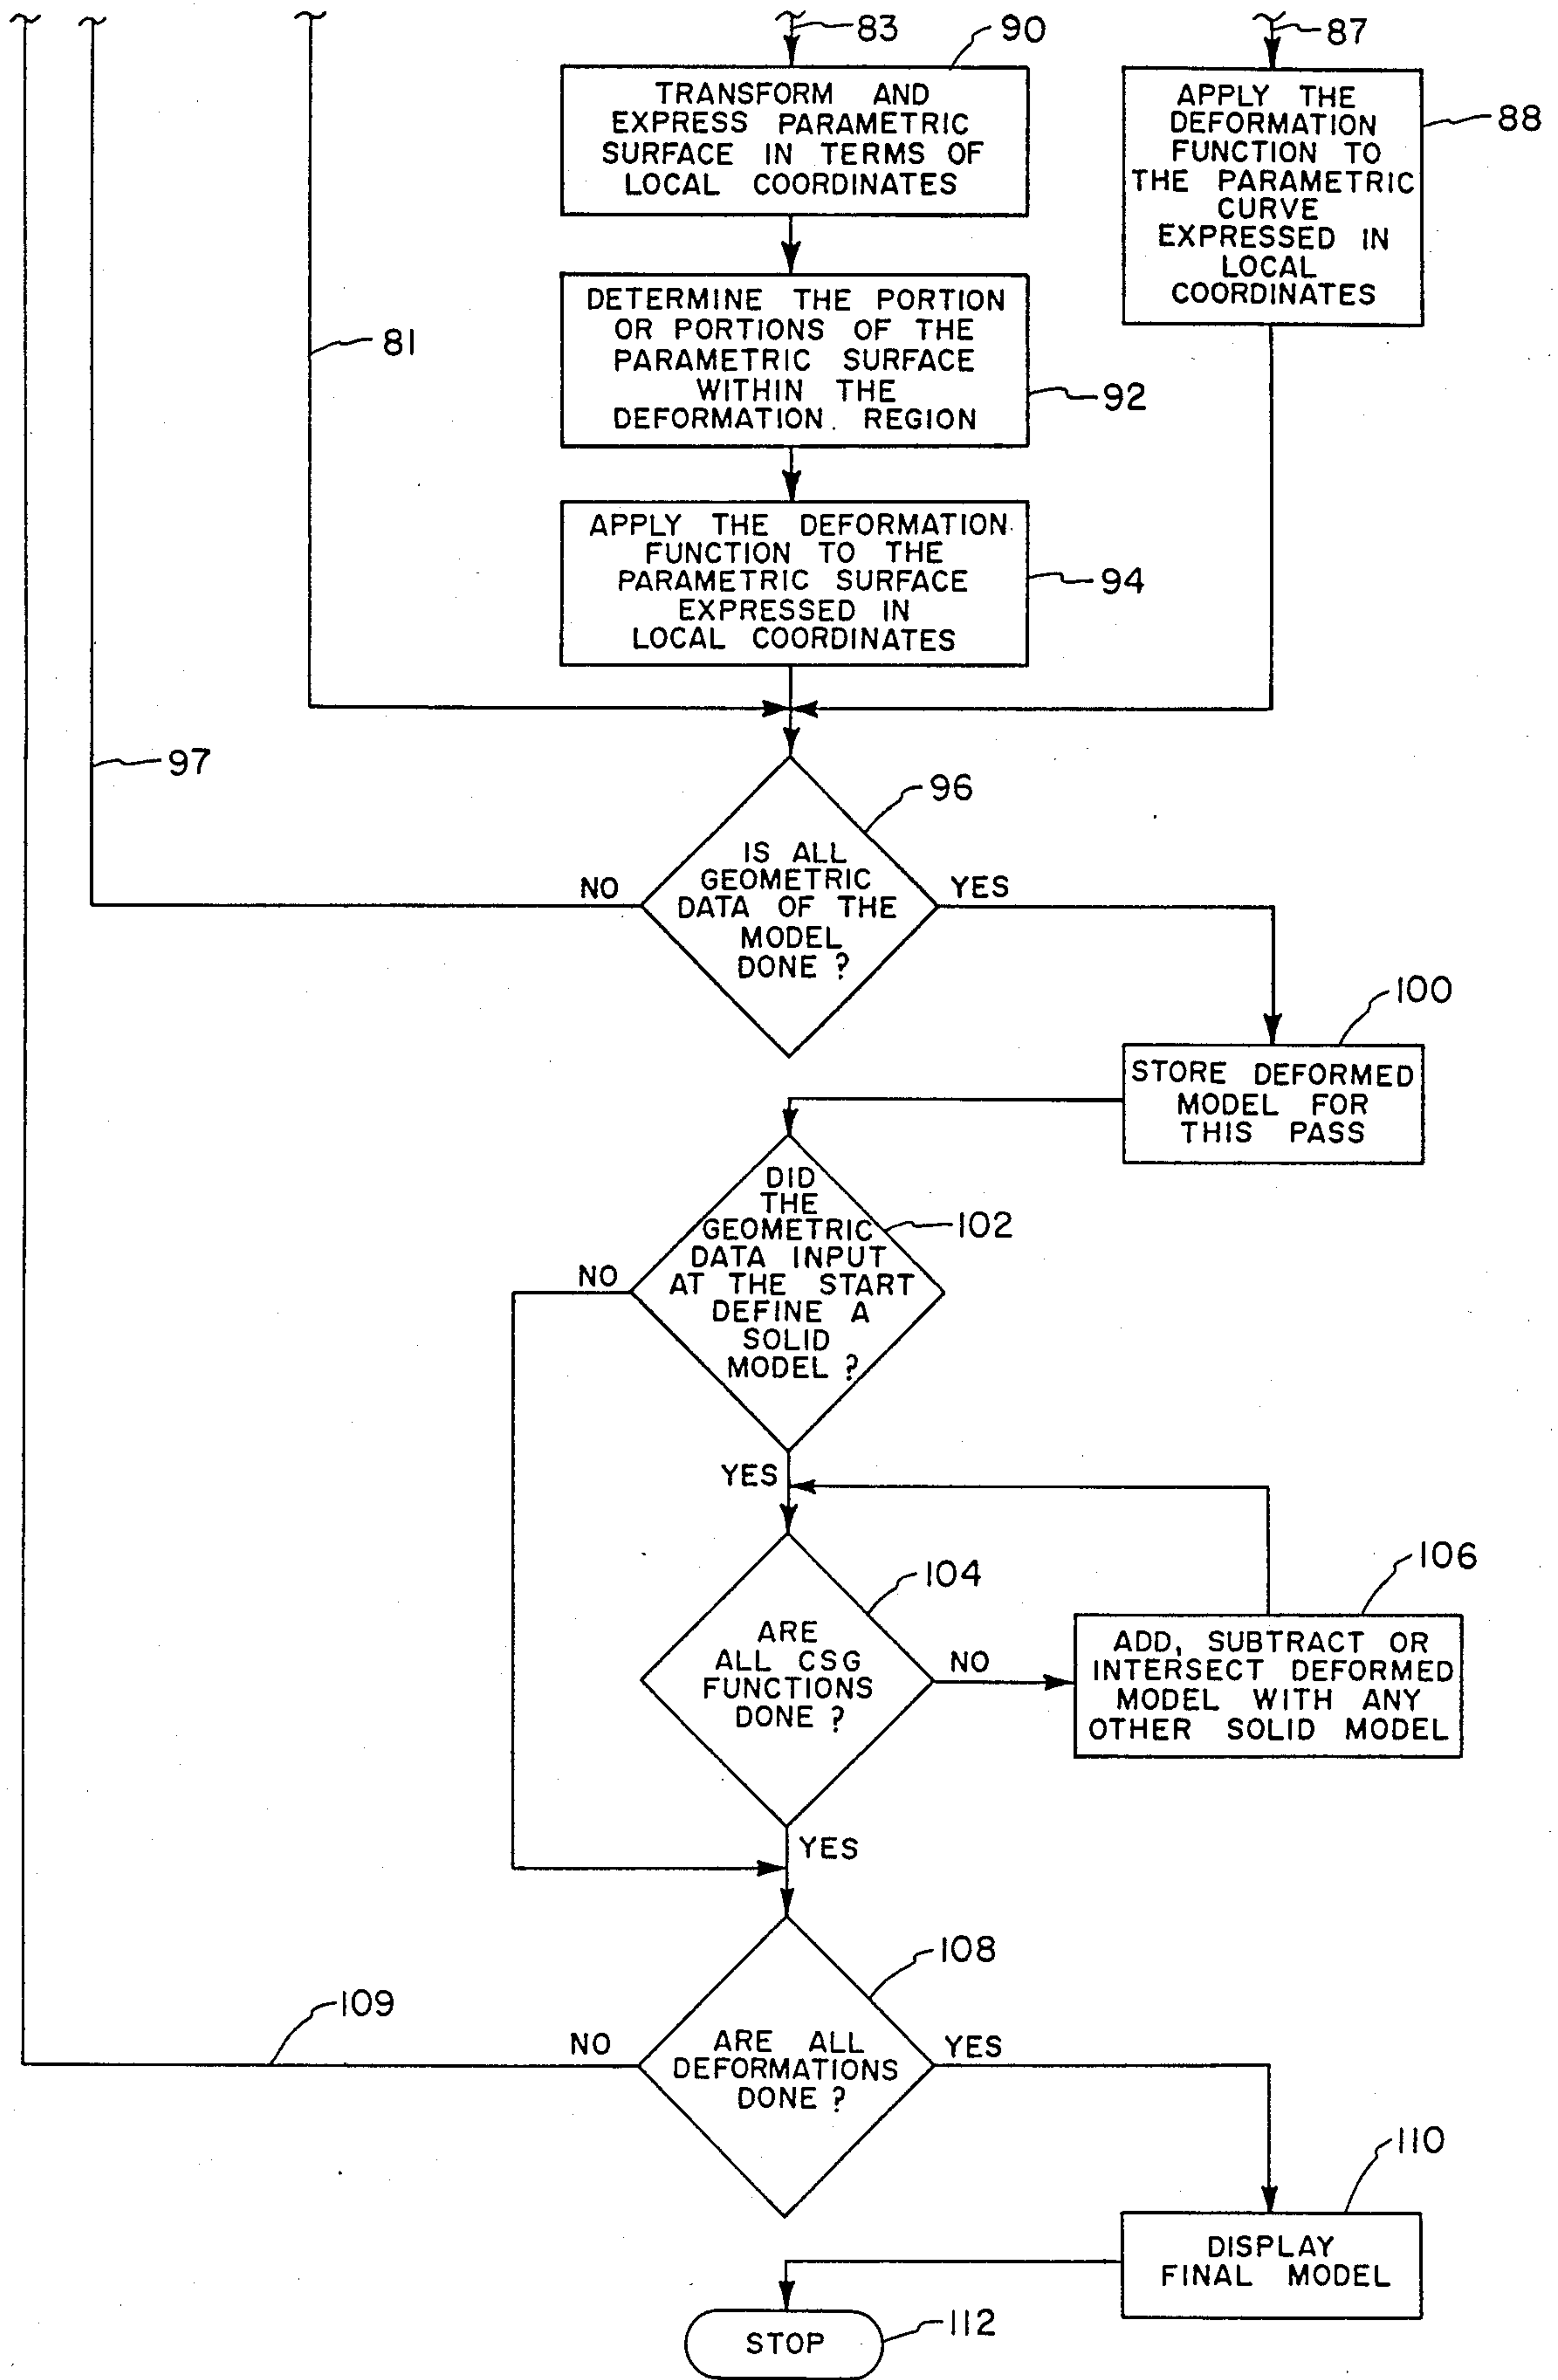 83
90
87
TRANSFORM AND
EXPRESS PARAMETRIC
SURFACE IN TERMS OF
LOCAL COORDINATES
APPLY THE
DEFORMATION
FUNCTION TO
THE PARAMETRIC
CURVE
EXPRESSED IN
LOCAL
COORDINATES
88
DETERMINE THE PORTION
OR PORTIONS OF THE
PARAMETRIC SURFACE
WITHIN THE
DEFORMATION REGION
92
81
APPLY THE DEFORMATION
FUNCTION TO THE
PARAMETRIC SURFACE
EXPRESSED IN
LOCAL COORDINATES
94
97
96
IS ALL
GEOMETRIC
DATA OF THE
MODEL
DONE ?
NO
YES
100
STORE DEFORMED
MODEL FOR
THIS PASS
DID
THE
GEOMETRIC
DATA INPUT
AT THE START
DEFINE A
SOLID
MODEL ?
102
NO
YES
104
ARE
ALL CSG
FUNCTIONS
DONE ?
NO
106
ADD, SUBTRACT OR
INTERSECT DEFORMED
MODEL WITH ANY
OTHER SOLID MODEL
YES
108
109
NO
ARE ALL
DEFORMATIONS
DONE ?
YES
110
DISPLAY
FINAL MODEL
STOP
112